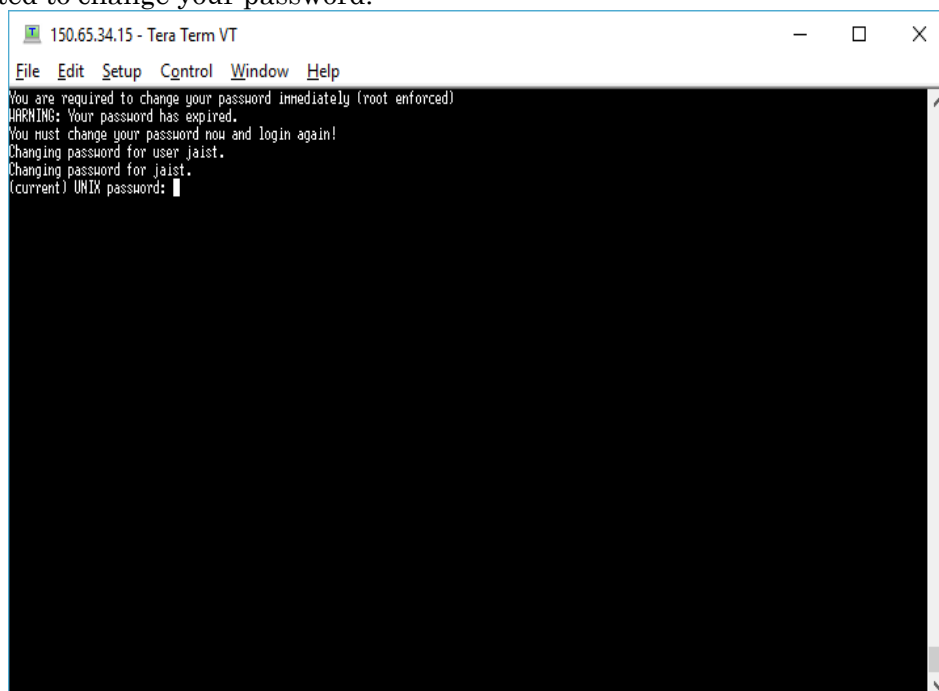 ted to change your password.
150.65.34.15 - Tera Term VT
File Edit Setup Control Window Help
You are required to change your password immediately (root enforced)
WARNING: Your password has expired.
You must change your password now and login again!
Changing password for user jaist.
Changing password for jaist.
(current) UNIX password: